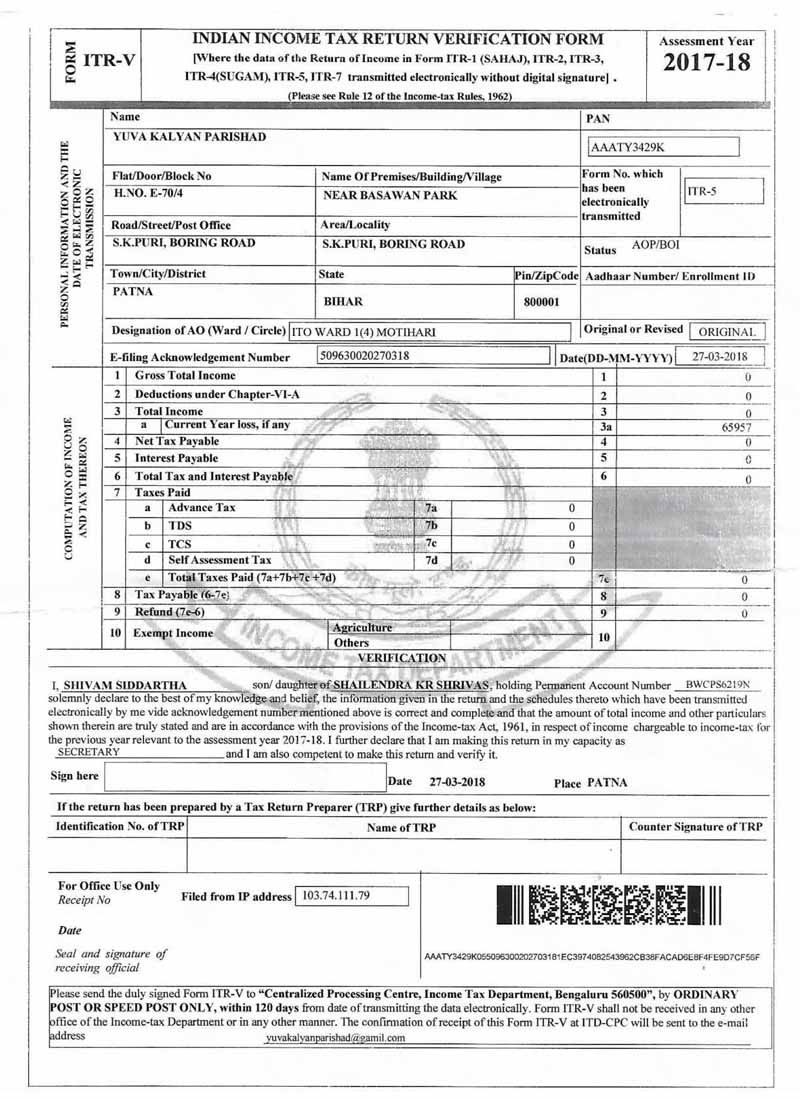 FORM ITR-V
INDIAN INCOME TAX RETURN VERIFICATION FORM
[Where the data of the Return of Income in Form ITR-1 (SAHAJ), ITR-2, ITR-3,
ITR-4(SUGAM), ITR-5, ITR-7 transmitted electronically without digital signature] .
(Please see Rule 12 of the Income-tax Rules, 1962)
Assessment Year
2017-18
PERSONAL INFORMATION AND THE
DATE OF ELECTRONIC
TRANSMISSION
Name
YUVA KALYAN PARISHAD
PAN
AAATY3429K
Flat/Door/Block No
H.NO. E-70/4
Name Of Premises/Building/Village
NEAR BASAWAN PARK
Form No. which
has been
electronically
transmitted
ITR-5
Road/Street/Post Office
S.K.PURI, BORING ROAD
Area/Locality
S.K.PURI, BORING ROAD
Status AOP/BOI
Town/City/District
PATNA
State
BIHAR
Pin/ZipCode
800001
Aadhaar Number/ Enrollment ID
Designation of AO (Ward / Circle) ITO WARD 1(4) MOTIHARI
Original or Revised ORIGINAL
E-filing Acknowledgement Number 509630020270318
Date(DD-MM-YYYY) 27-03-2018
COMPUTATION OF INCOME
AND TAX THEREON
1 Gross Total Income 1 0
2 Deductions under Chapter-VI-A 2 0
3 Total Income 3 0
a Current Year loss, if any 3a 65957
4 Net Tax Payable 4 0
5 Interest Payable 5 0
6 Total Tax and Interest Payable 6 0
7 Taxes Paid
a Advance Tax 7a 0
b TDS 7b 0
c TCS 7c 0
d Self Assessment Tax 7d 0
e Total Taxes Paid (7a+7b+7c +7d) 7e 0
8 Tax Payable (6-7e) 8 0
9 Refund (7e-6) 9 0
10 Exempt Income
Agriculture
Others
10
कोष मूलो दण्डः
INCOME TAX DEPARTMENT
VERIFICATION
I, SHIVAM SIDDARTHA son/ daughter of SHAILENDRA KR SHRIVAS, holding Permanent Account Number BWCPS6219N
solemnly declare to the best of my knowledge and belief, the information given in the return and the schedules thereto which have been transmitted
electronically by me vide acknowledgement number mentioned above is correct and complete and that the amount of total income and other particulars
shown therein are truly stated and are in accordance with the provisions of the Income-tax Act, 1961, in respect of income chargeable to income-tax for
the previous year relevant to the assessment year 2017-18. I further declare that I am making this return in my capacity as
SECRETARY and I am also competent to make this return and verify it.
Sign here
Date 27-03-2018 Place PATNA
If the return has been prepared by a Tax Return Preparer (TRP) give further details as below:
Identification No. of TRP
Name of TRP
Counter Signature of TRP
For Office Use Only
Receipt No
Filed from IP address 103.74.111.79
Date
Seal and signature of
receiving official
AAATY3429K055096300202703181EC3974082543962CB38FACAD6E8F4FE9D7CF56F
Please send the duly signed Form ITR-V to "Centralized Processing Centre, Income Tax Department, Bengaluru 560500", by ORDINARY
POST OR SPEED POST ONLY, within 120 days from date of transmitting the data electronically. Form ITR-V shall not be received in any other
office of the Income-tax Department or in any other manner. The confirmation of receipt of this Form ITR-V at ITD-CPC will be sent to the e-mail
address yuvakalyanparishad@gamil.com